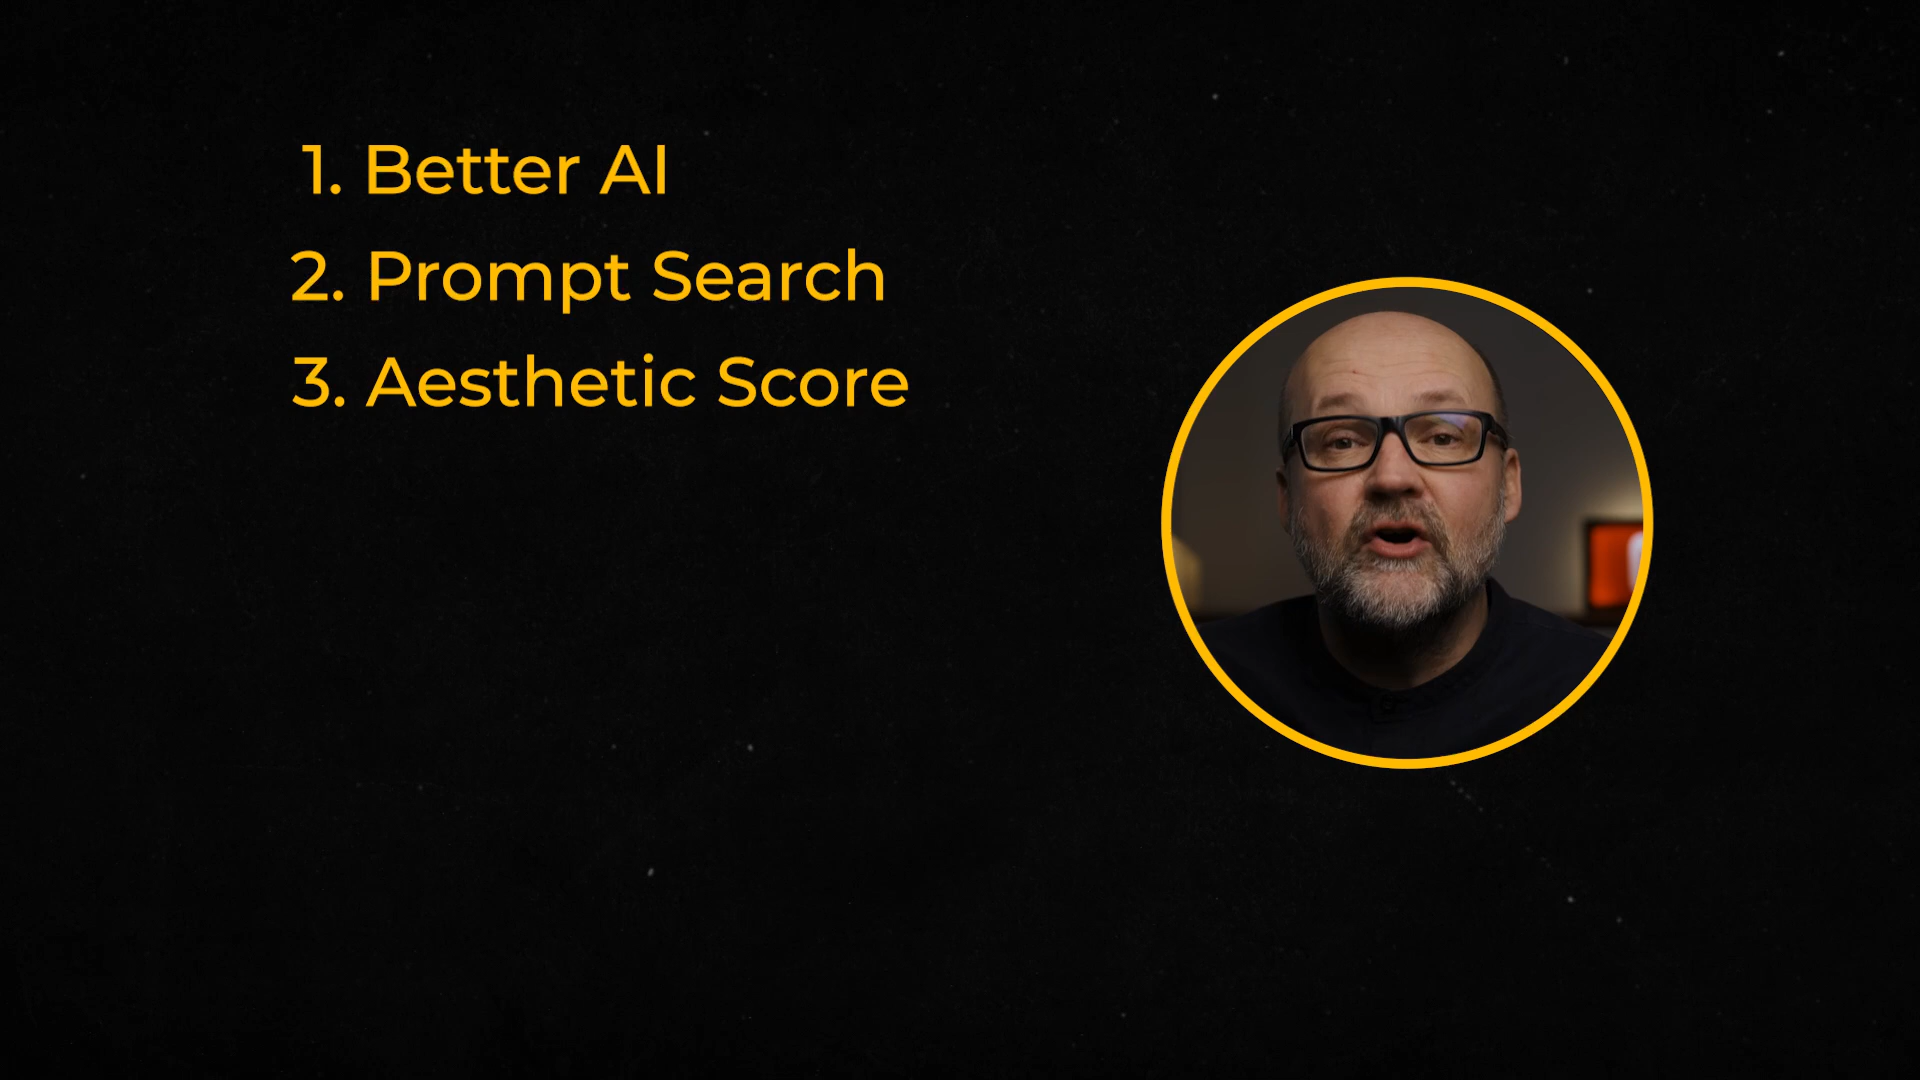 1. Better AI
2. Prompt Search
3. Aesthetic Score